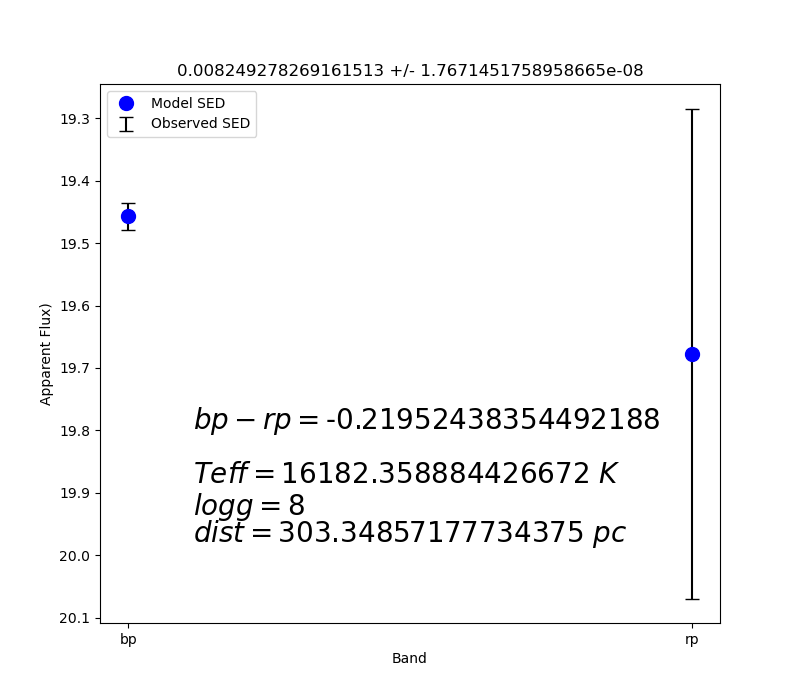 0.008249278269161513 +/- 1.7671451758958665e-08
Model SED
Observed SED
19.3
19.4
19.5
19.6
19.7
19.8
19.9
20.0
20.1
Apparent Flux)
bp − rp = -0.21952438354492188
Teff = 16182.358884426672 K
logg = 8
dist = 303.34857177734375 pc
bp
rp
Band